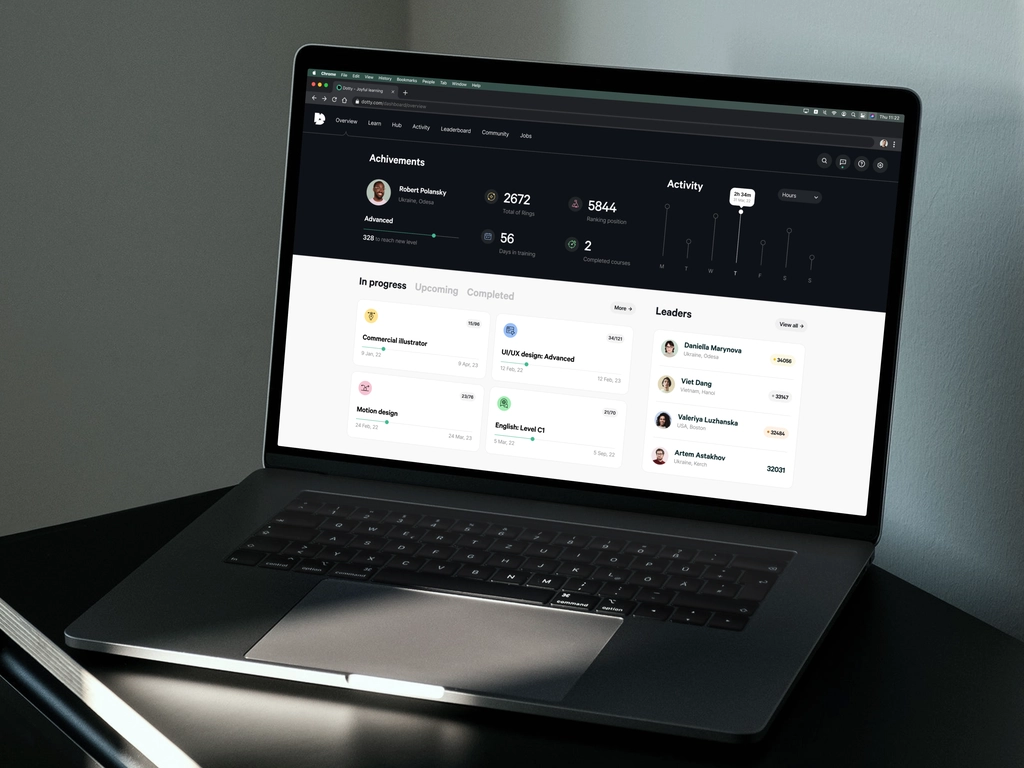 Chrome File Edit View History Bookmarks People Tab Window Help
Thu 11:22
Dotty - Joyful learning
dotty.com/dashboard/overview
Overview Learn Hub Activity Leaderboard Community Jobs
Achivements
Robert Polansky
Ukraine, Odesa
Advanced
328 to reach new level
2672
Total of Rings
5844
Ranking position
56
Days in training
2
Completed courses
Activity
2h 34m
Hours
M T W T F S S
In progress Upcoming Completed
More →
Commercial illustrator
9 Jan, 22
9 Apr, 23
34/121
UI/UX design: Advanced
12 Feb, 22
12 Feb, 23
23/76
Motion design
24 Feb, 22
24 Mar, 23
21/70
English: Level C1
5 Mar, 22
Leaders
View all →
Daniella Marynova
Ukraine, Odesa
34056
Viet Dang
Vietnam, Hanoi
33147
Valeriya Luzhanska
USA, Boston
32484
Artem Astakhov
Ukraine, Kerch
32031
Q W E R T Z U I O P Ü
A S D F G H J K L Ö Ä
Y X C V B N M
control option command
command option